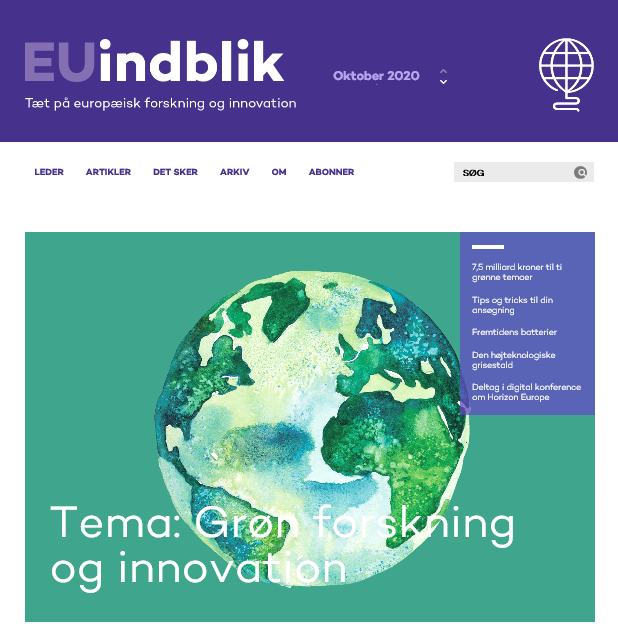 EUindblik
Oktober 2020
Tæt på europæisk forskning og innovation
LEDER ARTIKLER DET SKER ARKIV OM ABONNER
SØG
7,5 milliard kroner til ti
grønne temaer
Tips og tricks til din
ansøgning
Fremtidens batterier
Den højteknologiske
grisestald
Deltag i digital konference
om Horizon Europe
Tema: Grøn forskning
og innovation